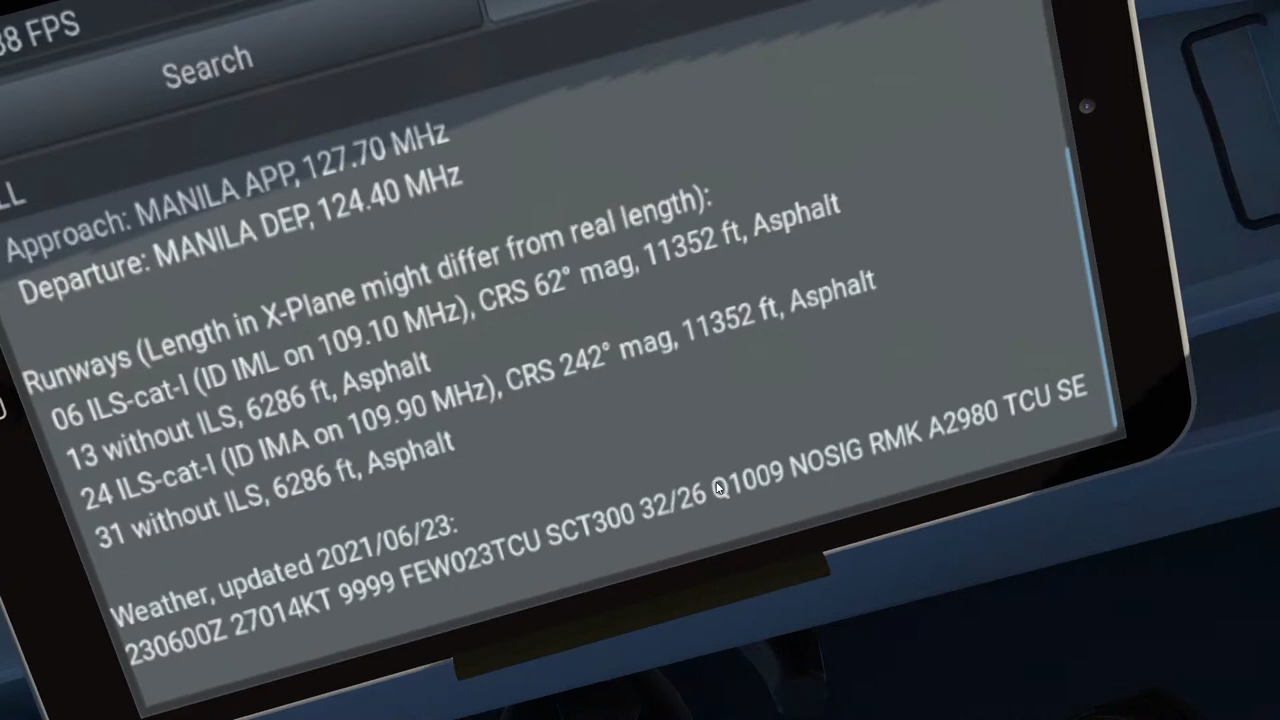 38 FPS
Search
LL
Approach: MANILA APP, 127.70 MHz
Departure: MANILA DEP, 124.40 MHz
Runways (Length in X-Plane might differ from real length):
06 ILS-cat-I (ID IML on 109.10 MHz), CRS 62° mag, 11352 ft, Asphalt
13 without ILS, 6286 ft, Asphalt
24 ILS-cat-I (ID IMA on 109.90 MHz), CRS 242° mag, 11352 ft, Asphalt
31 without ILS, 6286 ft, Asphalt
Weather, updated 2021/06/23:
230600Z 27014KT 9999 FEW023TCU SCT300 32/26 Q1009 NOSIG RMK A2980 TCU SE